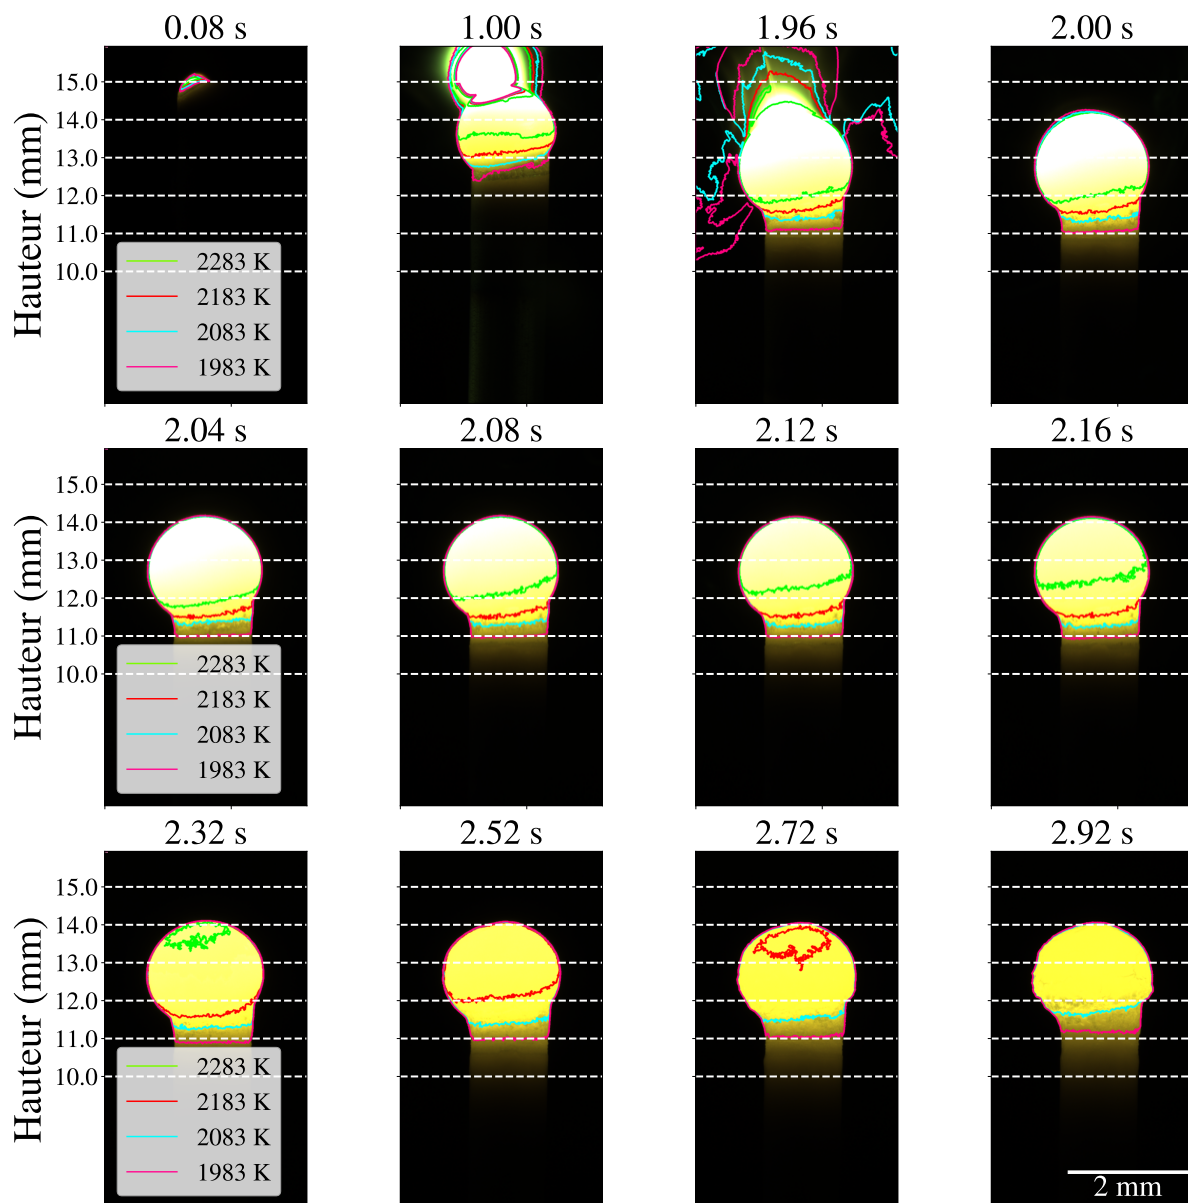 0.08 s
1.00 s
1.96 s
2.00 s
Hauteur (mm)
15.0
14.0
13.0
12.0
11.0
10.0
2283 K
2183 K
2083 K
1983 K
2.04 s
2.08 s
2.12 s
2.16 s
Hauteur (mm)
15.0
14.0
13.0
12.0
11.0
10.0
2283 K
2183 K
2083 K
1983 K
2.32 s
2.52 s
2.72 s
2.92 s
Hauteur (mm)
15.0
14.0
13.0
12.0
11.0
10.0
2283 K
2183 K
2083 K
1983 K
2 mm